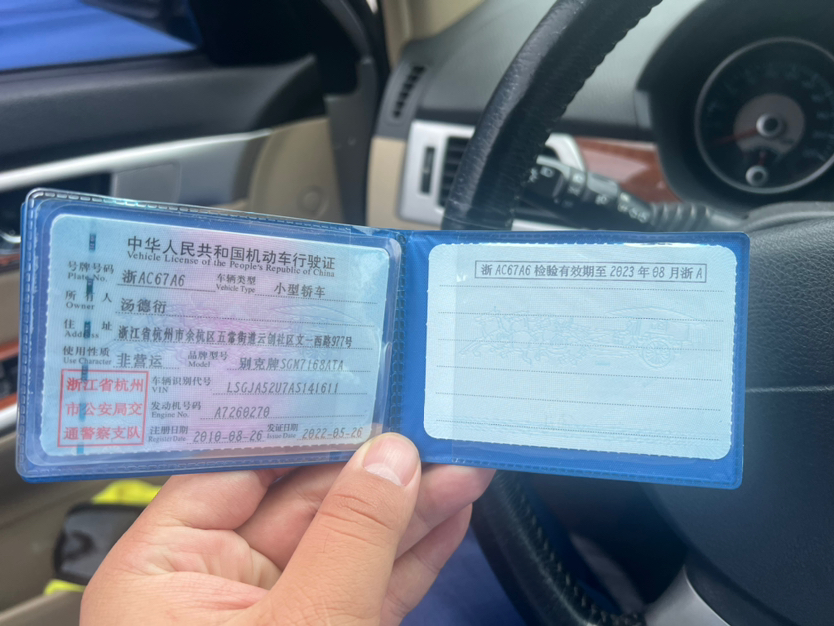 中华人民共和国机动车行驶证
Vehicle License of the People's Republic of China
号牌号码 浙AC67A6 车辆类型 小型轿车
Plate No. Vehicle Type
所有人 汤德衍
Owner
住址 浙江省杭州市余杭区五常街道云创社区文一西路977号
Address
使用性质 非营运 品牌型号 别克牌SGM7168ATA
Use Character Model
浙江省杭州
市公安局交
通警察支队
车辆识别代号 LSGJA52U7AS141611
VIN
发动机号码 A7260270
Engine No.
注册日期 2010-08-26 发证日期 2022-05-26
Register Date Issue Date
浙AC67A6 检验有效期至 2023 年 08 月浙 A